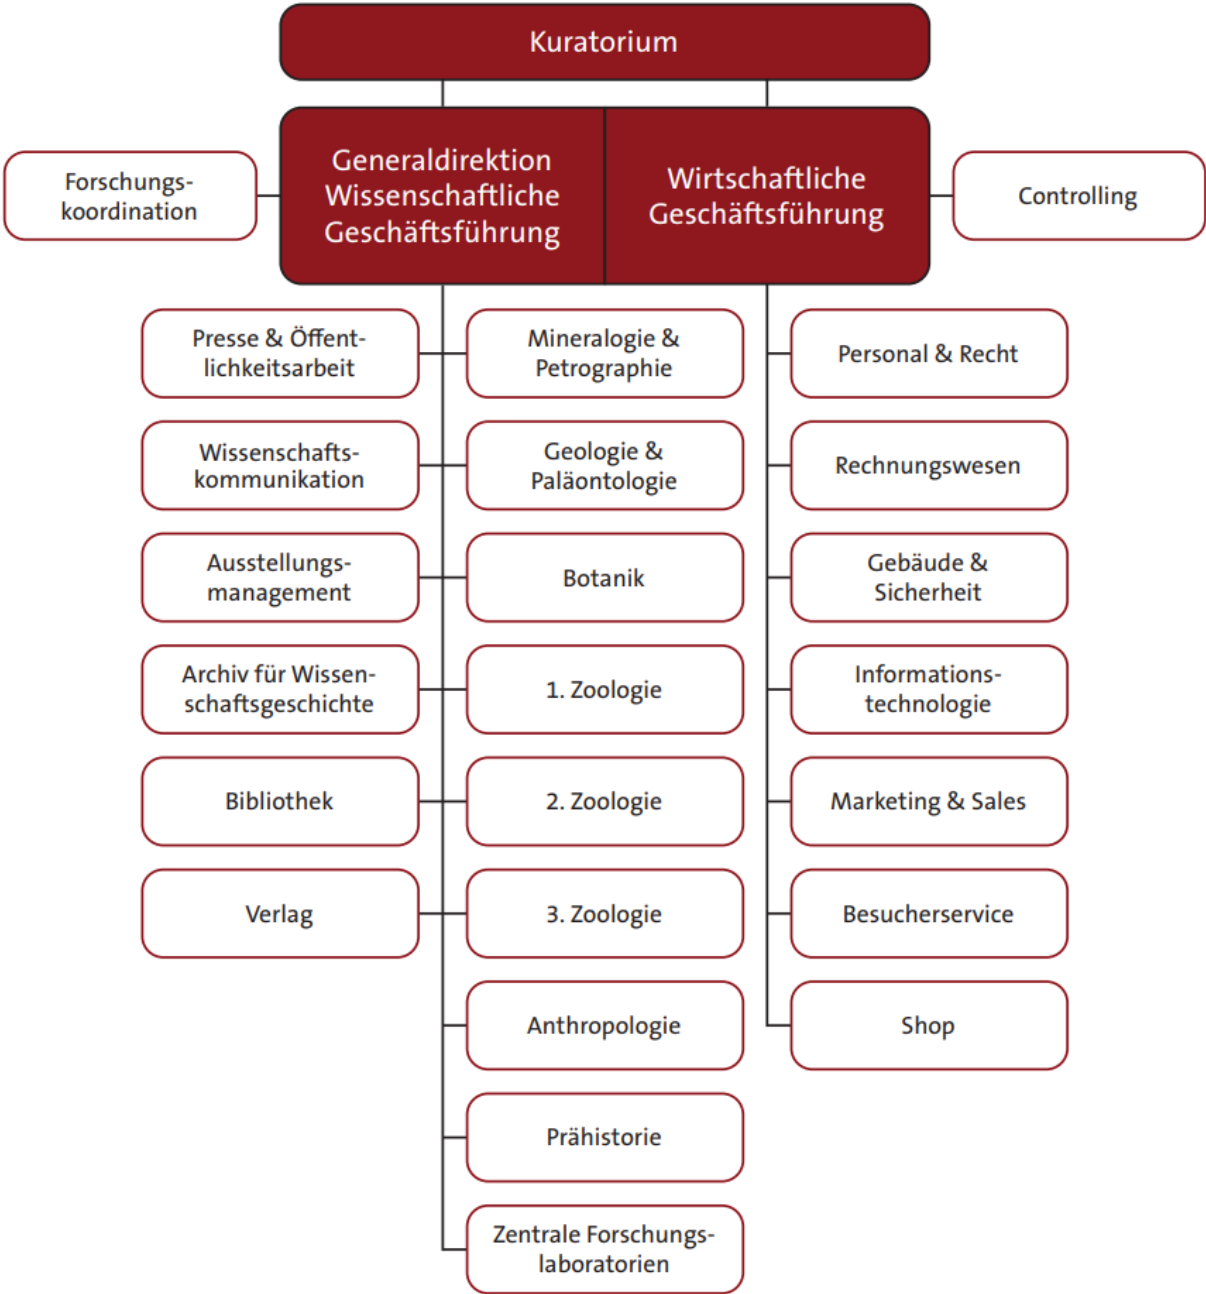 Kuratorium
Generaldirektion
Wissenschaftliche
Geschäftsführung
Wirtschaftliche
Geschäftsführung
Forschungs-
koordination
Controlling
Presse & Öffent-
lichkeitsarbeit
Mineralogie &
Petrographie
Personal & Recht
Wissenschafts-
kommunikation
Geologie &
Paläontologie
Rechnungswesen
Ausstellungs-
management
Botanik
Gebäude &
Sicherheit
Archiv für Wissen-
schaftsgeschichte
1. Zoologie
Informations-
technologie
Bibliothek
2. Zoologie
Marketing & Sales
Verlag
3. Zoologie
Besucherservice
Anthropologie
Shop
Prähistorie
Zentrale Forschungs-
laboratorien